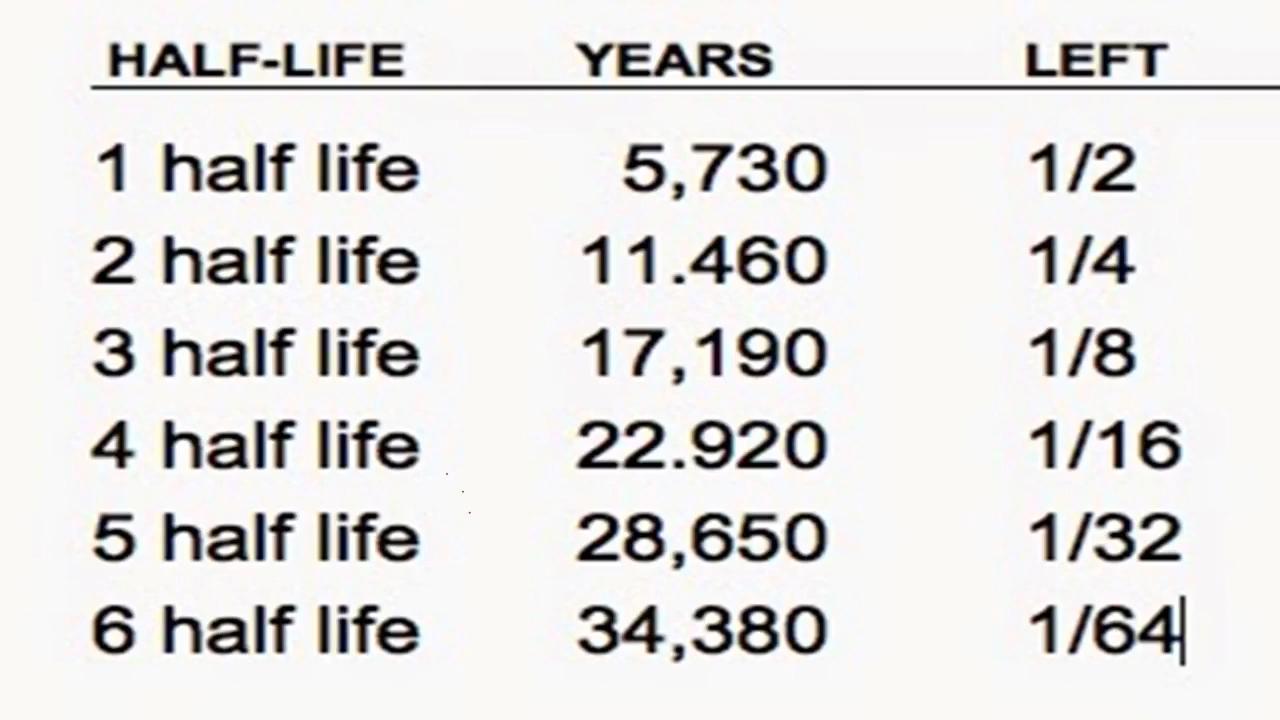 HALF-LIFE YEARS LEFT
1 half life 5,730 1/2
2 half life 11.460 1/4
3 half life 17,190 1/8
4 half life 22.920 1/16
5 half life 28,650 1/32
6 half life 34,380 1/64